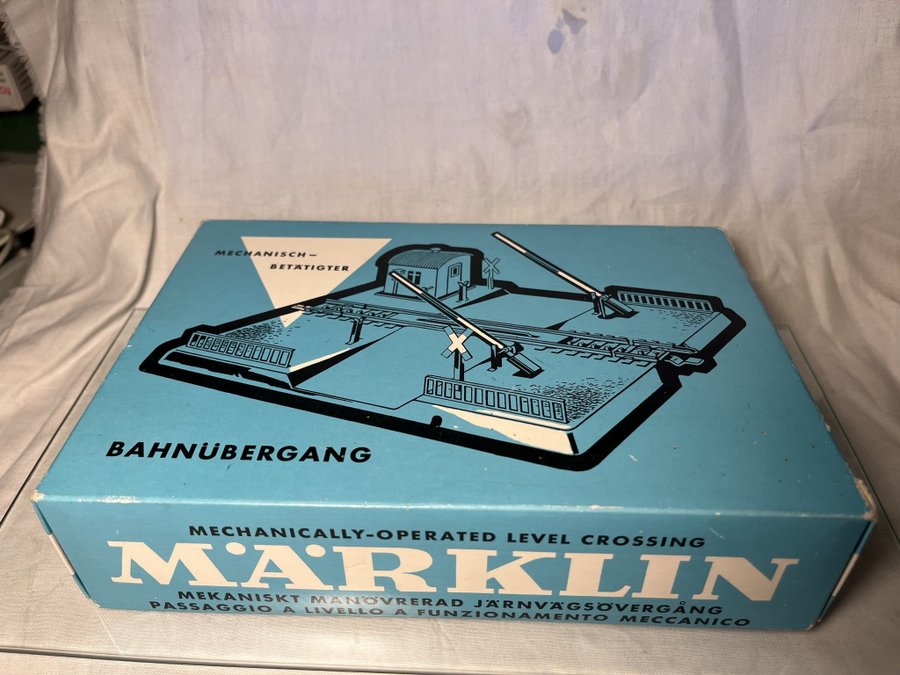 MECHANISCH-
BETÄTIGTER
BAHNÜBERGANG
MECHANICALLY-OPERATED LEVEL CROSSING
MÄRKLIN
MEKANISKT MANÖVRERAD JÄRNVÄGSÖVERGÅNG
PASSAGGIO A LIVELLO A FUNZIONAMENTO MECCANICO